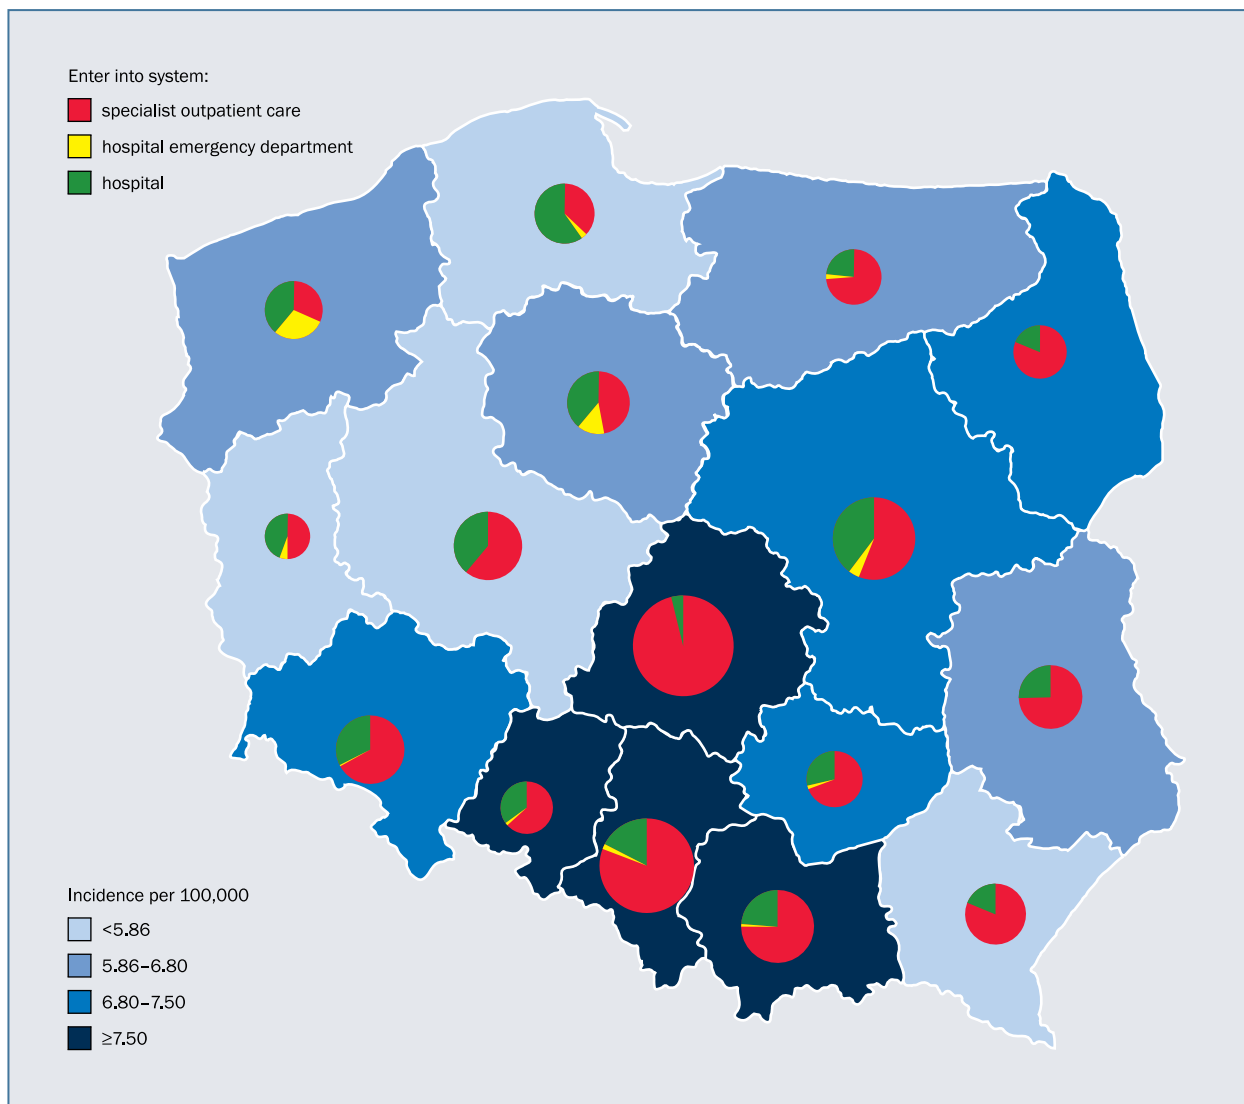 Enter into system:
specialist outpatient care
hospital emergency department
hospital
Incidence per 100,000
<5.86
5.86–6.80
6.80–7.50
≥7.50